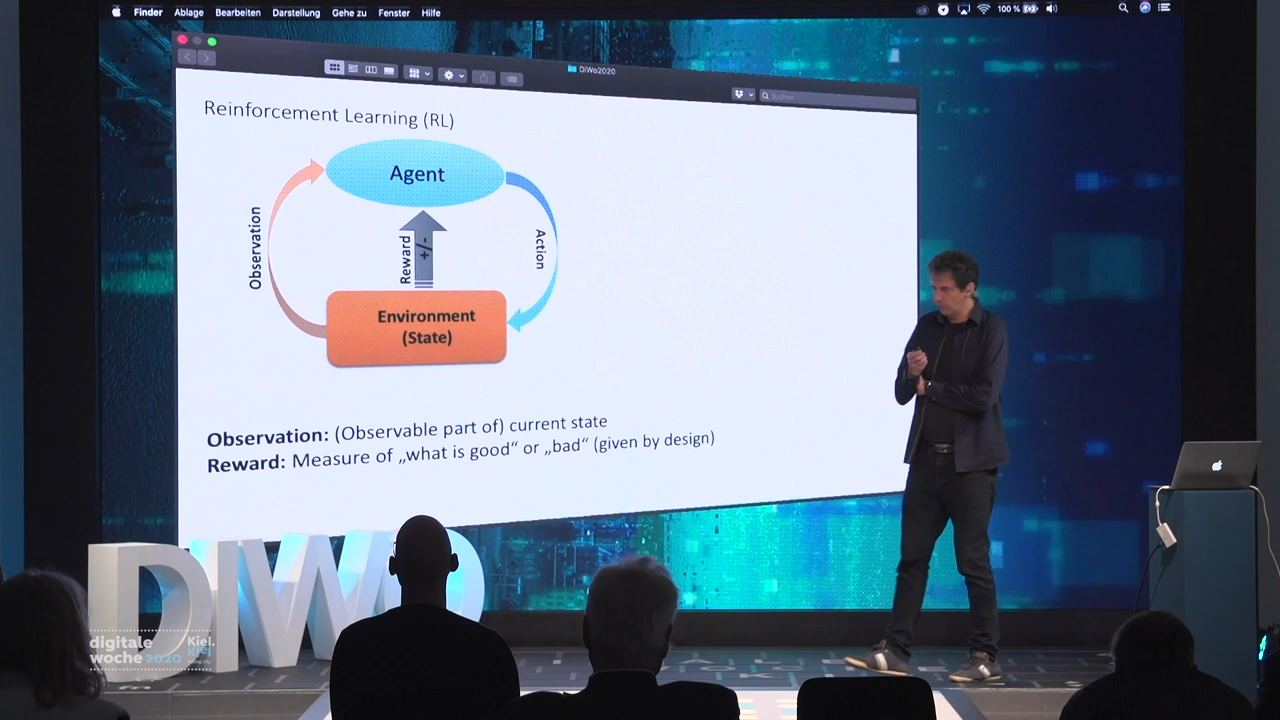 Finder Ablage Bearbeiten Darstellung Gehe zu Fenster Hilfe
100 %
DiWo2020
Suchen
Reinforcement Learning (RL)
Agent
Observation
Reward
+/-
Action
Environment
(State)
Observation: (Observable part of) current state
Reward: Measure of „what is good“ or „bad“ (given by design)
DiWO
digitale
woche 2020
Kiel.